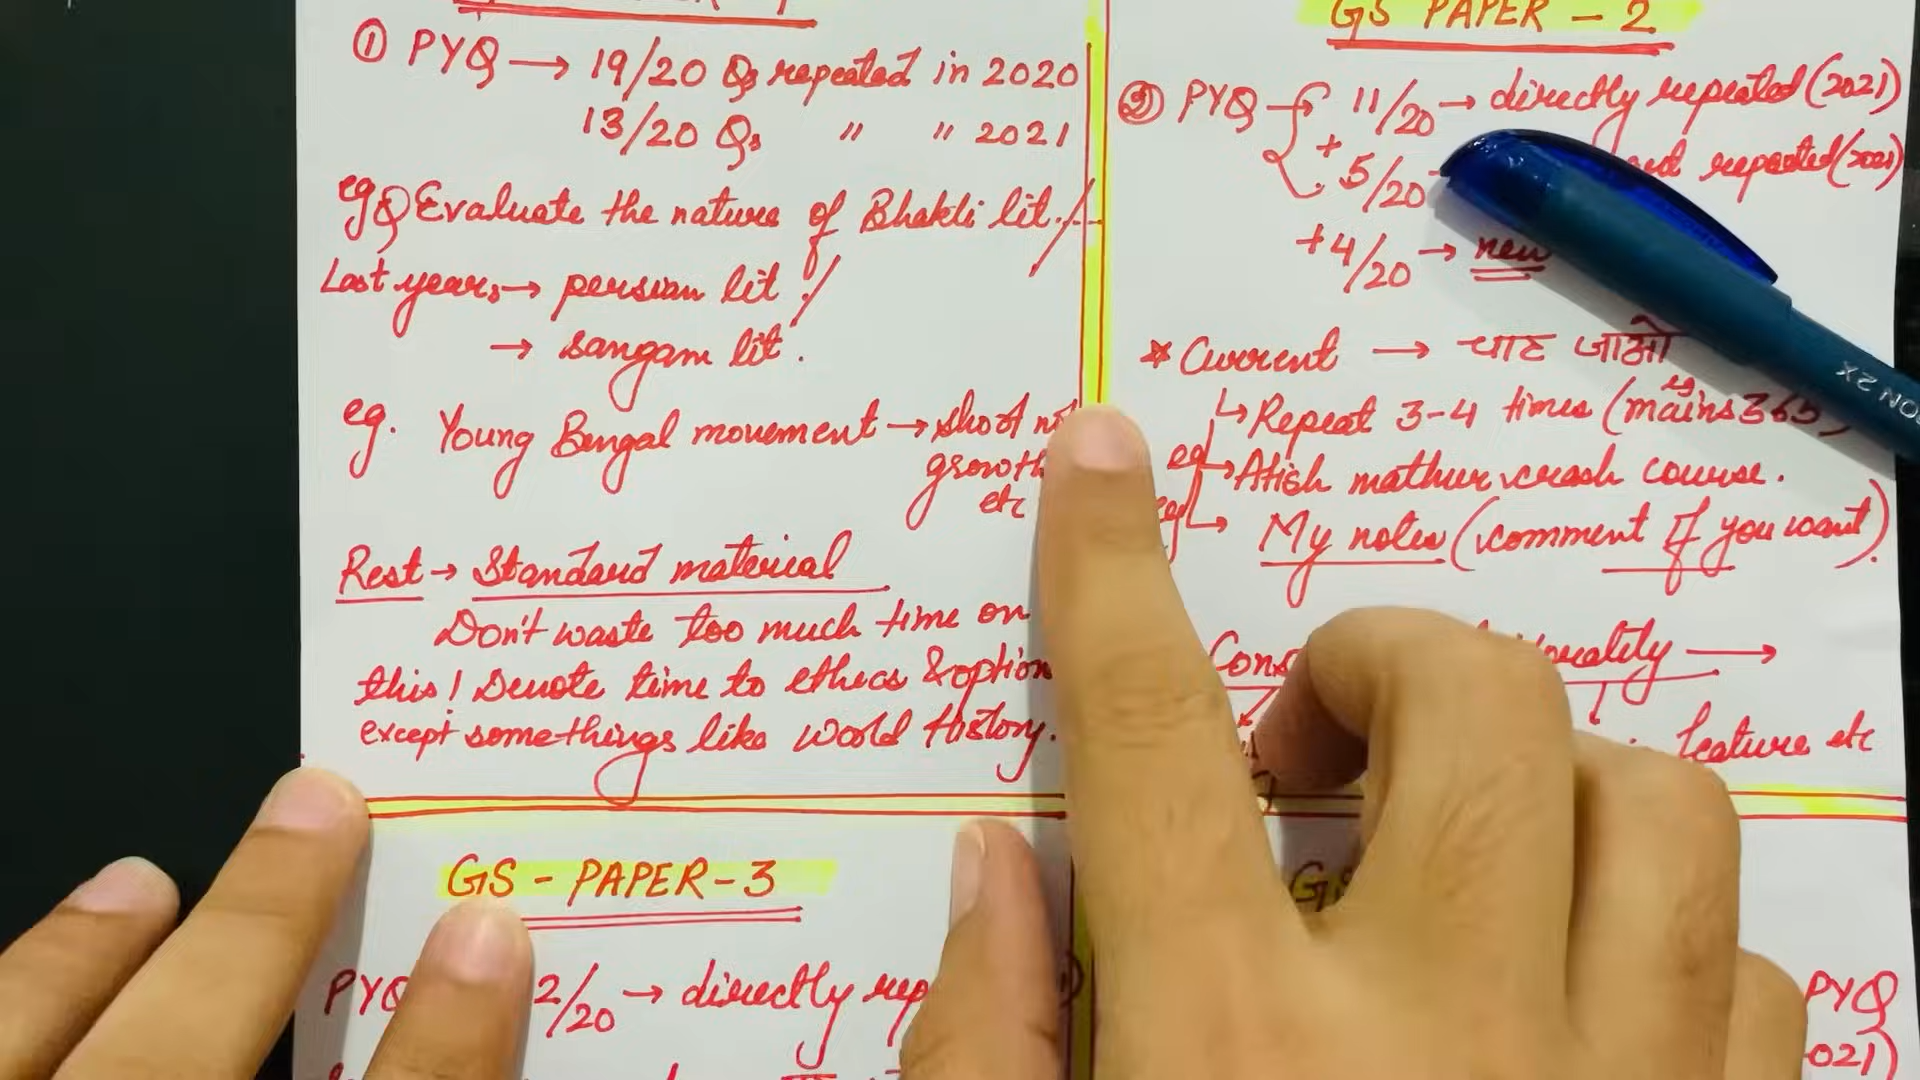 ① PYQ → 19/20 Qs repeated in 2020
13/20 Qs " " 2021
eg Q Evaluate the nature of Bhakti lit./
Last years → persian lit /
→ sangam lit.
eg. Young Bengal movement → short
growth
etc
Rest → Standard material
Don't waste too much time on
this! Devote time to ethics &
except somethings like world history.
GS PAPER - 2
② PYQ → 11/20 → directly repeated (2021)
+ 5/20 repeated (2021)
+4/20 → new
* Current → चाट जाओ
↳ Repeat 3-4 times (mains 365)
eg → Atish mathur crash course.
eg → My notes (comment if you want).
feature etc
GS - PAPER - 3
PYQ 2/20 → directly
PYQ